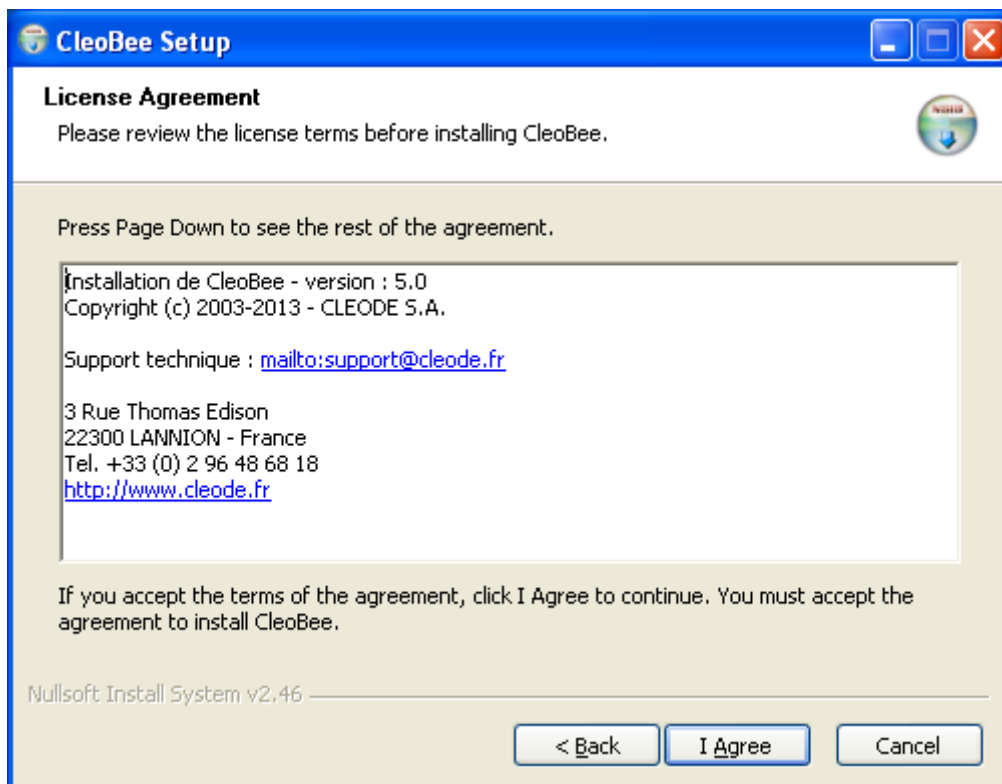 CleoBee Setup
License Agreement
Please review the license terms before installing CleoBee.
Press Page Down to see the rest of the agreement.
Installation de CleoBee - version : 5.0
Copyright (c) 2003-2013 - CLEODE S.A.
Support technique : mailto:support@cleode.fr
3 Rue Thomas Edison
22300 LANNION - France
Tel. +33 (0) 2 96 48 68 18
http://www.cleode.fr
If you accept the terms of the agreement, click I Agree to continue. You must accept the
agreement to install CleoBee.
Nullsoft Install System v2.46
< Back I Agree Cancel